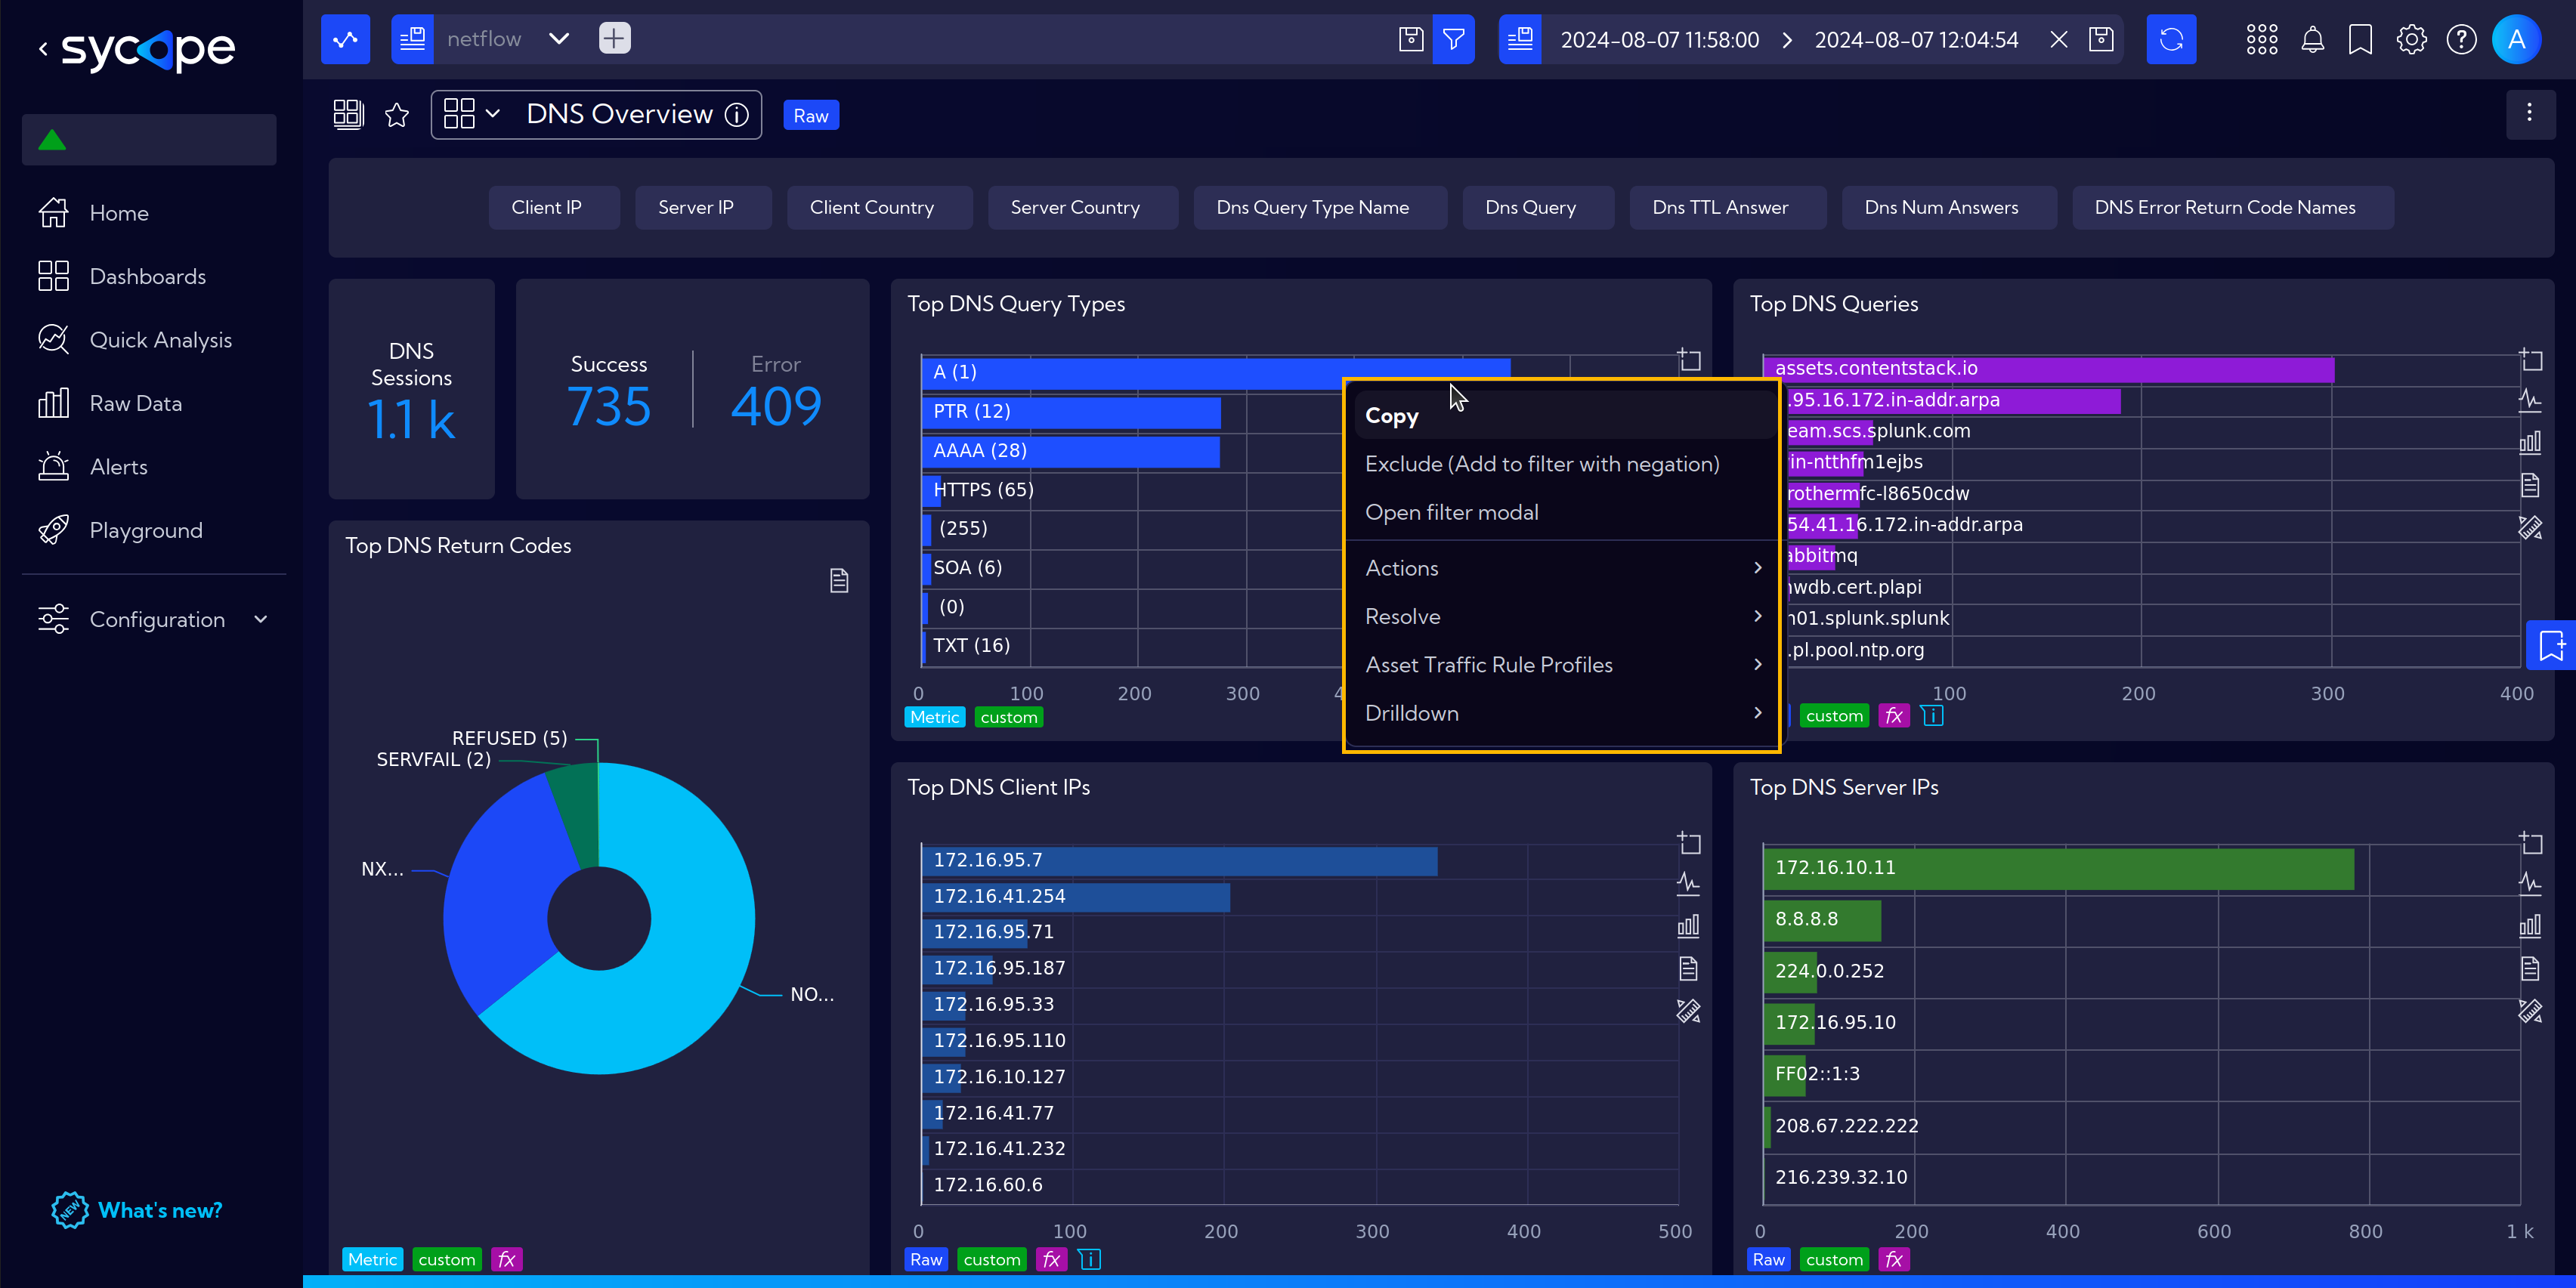 sycope
netflow
2024-08-07 11:58:00 > 2024-08-07 12:04:54
A
DNS Overview
Raw
Home
Dashboards
Quick Analysis
Raw Data
Alerts
Playground
Configuration
NEW
What's new?
Client IP
Server IP
Client Country
Server Country
Dns Query Type Name
Dns Query
Dns TTL Answer
Dns Num Answers
DNS Error Return Code Names
DNS
Sessions
1.1 k
Success
735
Error
409
Top DNS Return Codes
REFUSED (5)
SERVFAIL (2)
NX...
NO...
Metric custom fx
Top DNS Query Types
A (1)
PTR (12)
AAAA (28)
HTTPS (65)
(255)
SOA (6)
(0)
TXT (16)
0 100 200 300 4
Metric custom
Copy
Exclude (Add to filter with negation)
Open filter modal
Actions
Resolve
Asset Traffic Rule Profiles
Drilldown
Top DNS Queries
assets.contentstack.io
.95.16.172.in-addr.arpa
eam.scs.splunk.com
in-ntthfm1ejbs
rothermfc-l8650cdw
54.41.16.172.in-addr.arpa
abbitmq
wdb.cert.plapi
01.splunk.splunk
.pl.pool.ntp.org
100 200 300 400
custom fx
Top DNS Client IPs
172.16.95.7
172.16.41.254
172.16.95.71
172.16.95.187
172.16.95.33
172.16.95.110
172.16.10.127
172.16.41.77
172.16.41.232
172.16.60.6
0 100 200 300 400 500
Raw custom fx
Top DNS Server IPs
172.16.10.11
8.8.8.8
224.0.0.252
172.16.95.10
FF02::1:3
208.67.222.222
216.239.32.10
0 200 400 600 800 1 k
Raw custom fx